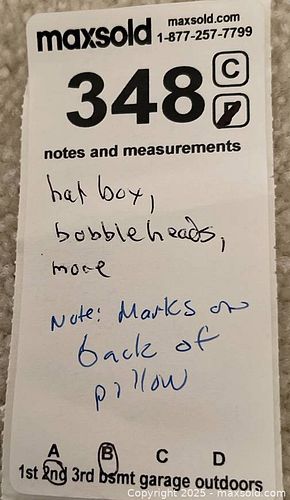 maxsold maxsold.com
1-877-257-7799
348 C
F
notes and measurements
hat box,
bobbleheads,
more
Note: Marks on
back of
pillow
A B C D
1st 2nd 3rd bsmt garage outdoors
Copyright 2025 - maxsold.com